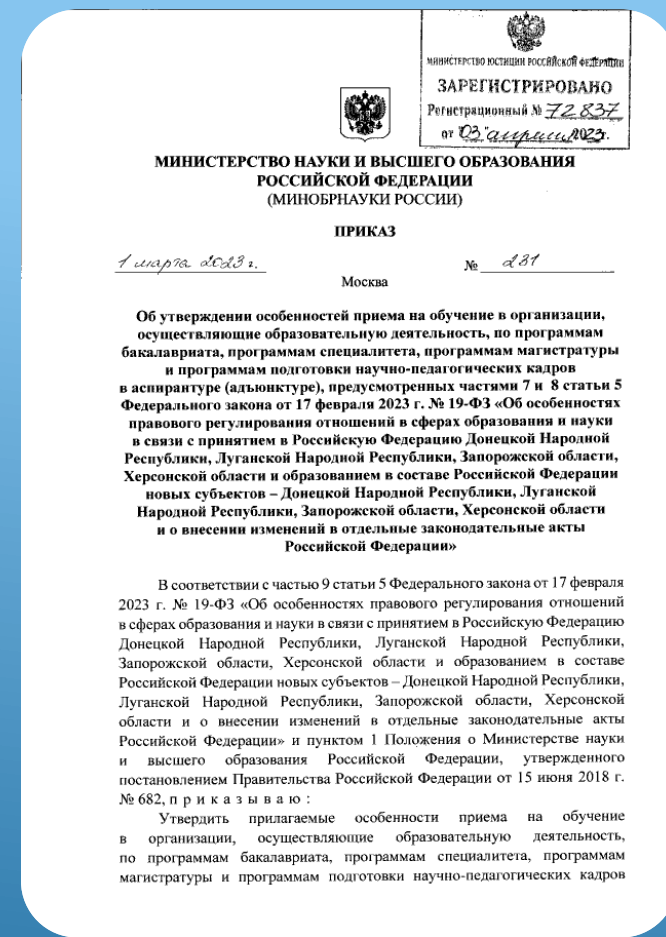 МИНИСТЕРСТВО ЮСТИЦИИ РОССИЙСКОЙ ФЕДЕРАЦИИ
ЗАРЕГИСТРИРОВАНО
Регистрационный № 72837
от "03" апреля 2023г.
МИНИСТЕРСТВО НАУКИ И ВЫСШЕГО ОБРАЗОВАНИЯ
РОССИЙСКОЙ ФЕДЕРАЦИИ
(МИНОБРНАУКИ РОССИИ)
ПРИКАЗ
1 марта 2023 г. № 231
Москва
Об утверждении особенностей приема на обучение в организации,
осуществляющие образовательную деятельность, по программам
бакалавриата, программам специалитета, программам магистратуры
и программам подготовки научно-педагогических кадров
в аспирантуре (адъюнктуре), предусмотренных частями 7 и 8 статьи 5
Федерального закона от 17 февраля 2023 г. № 19-ФЗ «Об особенностях
правового регулирования отношений в сферах образования и науки
в связи с принятием в Российскую Федерацию Донецкой Народной
Республики, Луганской Народной Республики, Запорожской области,
Херсонской области и образованием в составе Российской Федерации
новых субъектов – Донецкой Народной Республики, Луганской
Народной Республики, Запорожской области, Херсонской области
и о внесении изменений в отдельные законодательные акты
Российской Федерации»
В соответствии с частью 9 статьи 5 Федерального закона от 17 февраля
2023 г. № 19-ФЗ «Об особенностях правового регулирования отношений
в сферах образования и науки в связи с принятием в Российскую Федерацию
Донецкой Народной Республики, Луганской Народной Республики,
Запорожской области, Херсонской области и образованием в составе
Российской Федерации новых субъектов – Донецкой Народной Республики,
Луганской Народной Республики, Запорожской области, Херсонской
области и о внесении изменений в отдельные законодательные акты
Российской Федерации» и пунктом 1 Положения о Министерстве науки
и высшего образования Российской Федерации, утвержденного
постановлением Правительства Российской Федерации от 15 июня 2018 г.
№ 682, п р и к а з ы в а ю :
Утвердить прилагаемые особенности приема на обучение
в организации, осуществляющие образовательную деятельность,
по программам бакалавриата, программам специалитета, программам
магистратуры и программам подготовки научно-педагогических кадров